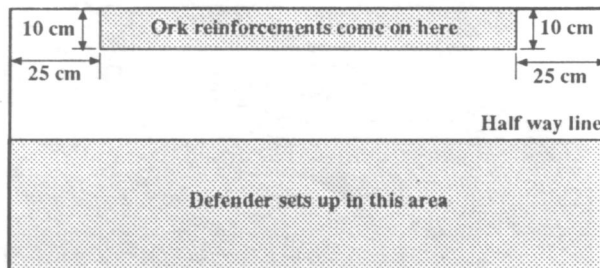 10 cm
Ork reinforcements come on here
10 cm
25 cm
25 cm
Half way line
Defender sets up in this area